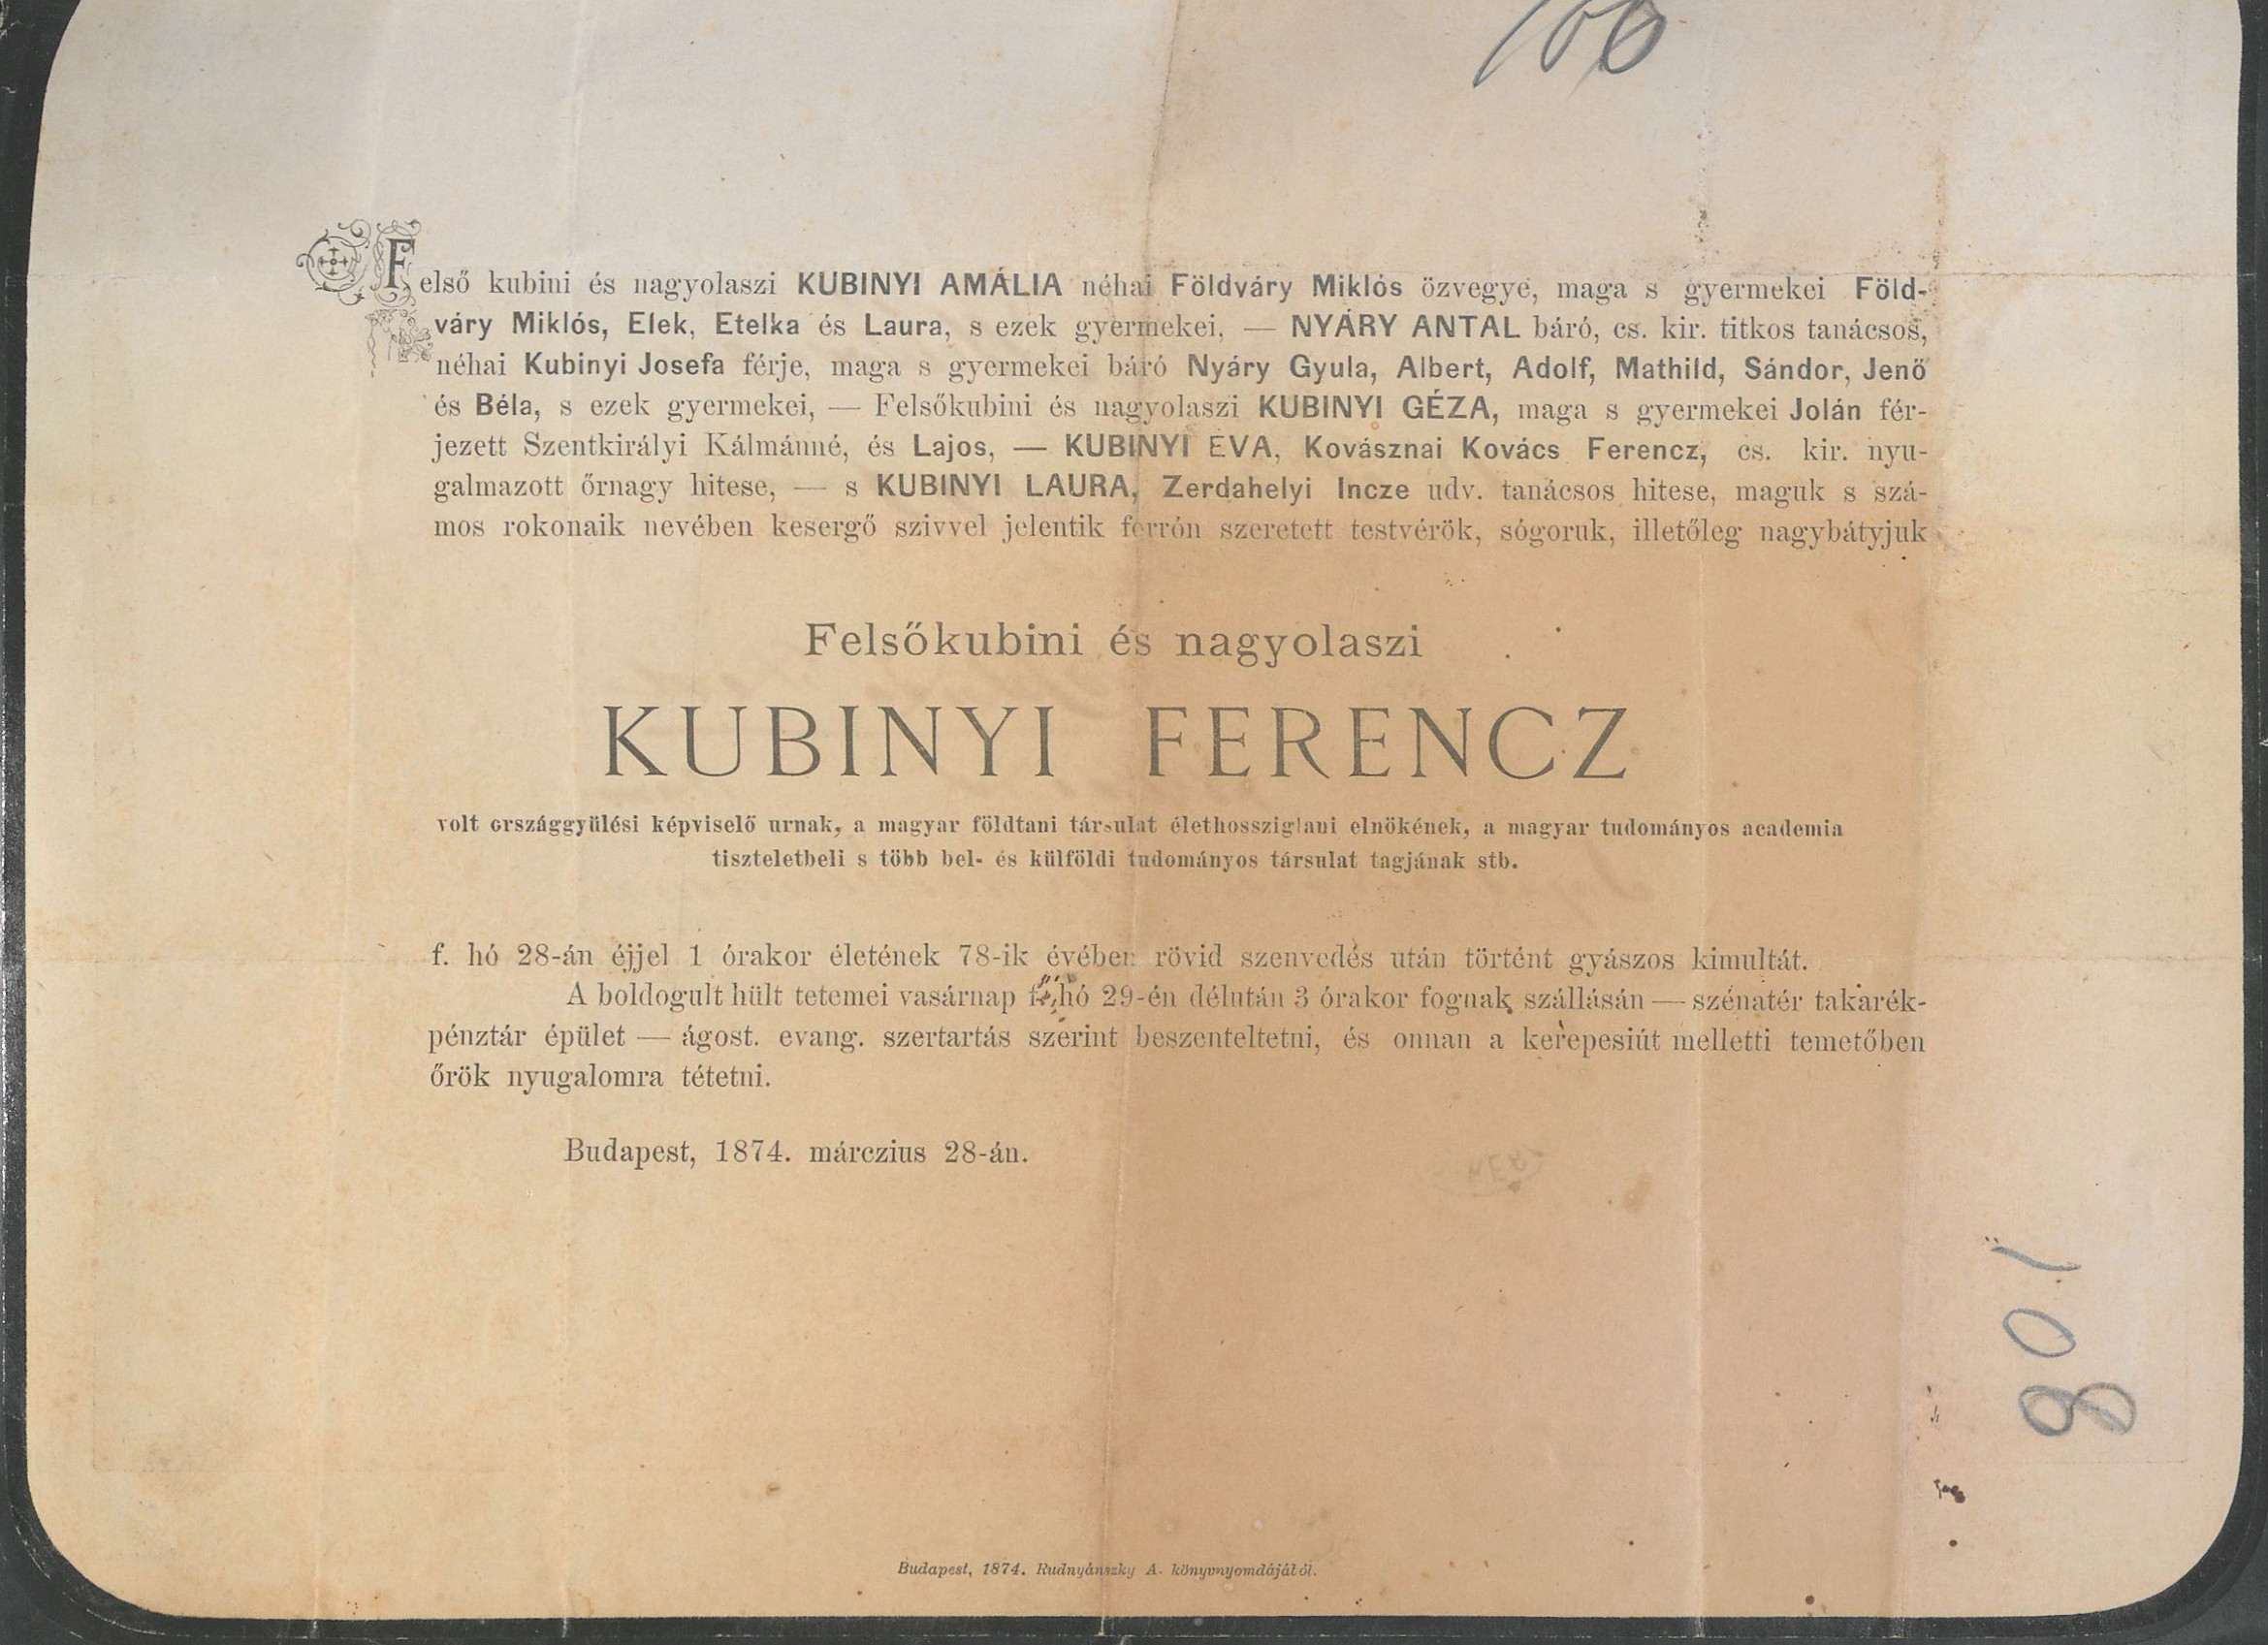 100
Felső kubini és nagyolaszi KUBINYI AMÁLIA néhai Földváry Miklós özvegye, maga s gyermekei Föld-
váry Miklós, Elek, Etelka és Laura, s ezek gyermekei, — NYÁRY ANTAL báró, cs. kir. titkos tanácsos,
néhai Kubinyi Josefa férje, maga s gyermekei báró Nyáry Gyula, Albert, Adolf, Mathild, Sándor, Jenő
és Béla, s ezek gyermekei, — Felsőkubini és nagyolaszi KUBINYI GÉZA, maga s gyermekei Jolán fér-
jezett Szentkirályi Kálmánné, és Lajos, — KUBINYI ÉVA, Kovásznai Kovács Ferencz, cs. kir. nyu-
galmazott őrnagy hitese, — s KUBINYI LAURA, Zerdahelyi Incze udv. tanácsos hitese, maguk s szá-
mos rokonaik nevében kesergő szivvel jelentik forrón szeretett testvérök, sógoruk, illetőleg nagybátyjuk
Felsőkubini és nagyolaszi
KUBINYI FERENCZ
volt országgyülési képviselő urnak, a magyar földtani társulat élethossziglani elnökének, a magyar tudományos academia
tiszteletbeli s több bel- és külföldi tudományos társulat tagjának stb.
f. hó 28-án éjjel 1 órakor életének 78-ik évében rövid szenvedés után történt gyászos kimultát.
A boldogult hült tetemei vasárnap f. hó 29-én délután 3 órakor fognak szállásán — szénatér takarék-
pénztár épület — ágost. evang. szertartás szerint beszenteltetni, és onnan a kerepesiút melletti temetőben
őrök nyugalomra tétetni.
Budapest, 1874. márczius 28-án.
801
Budapest, 1874. Rudnyánszky A. könyvnyomdájából.